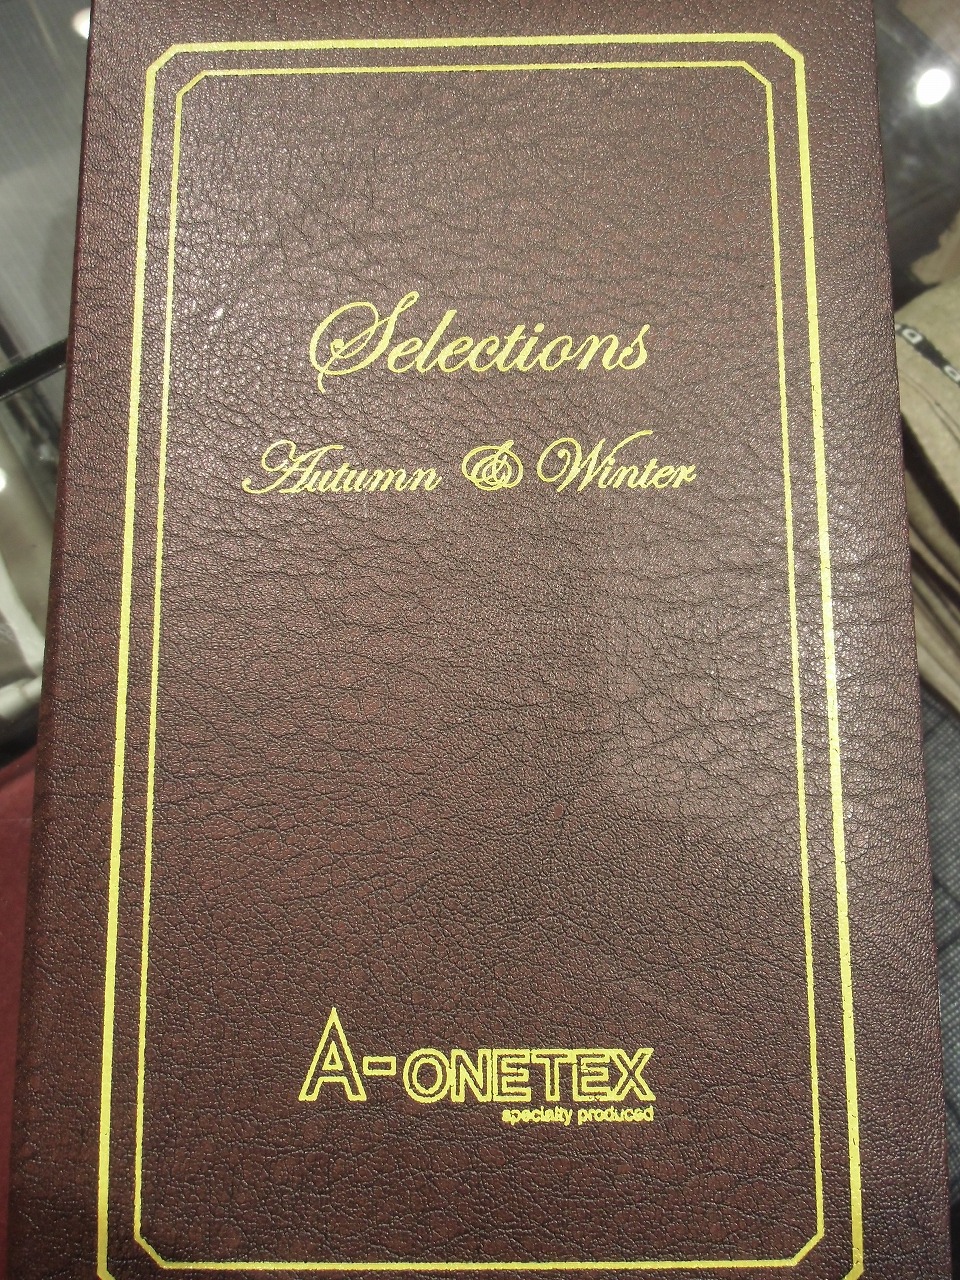 Selections
Autumn & Winter
A-ONETEX
specialty produced